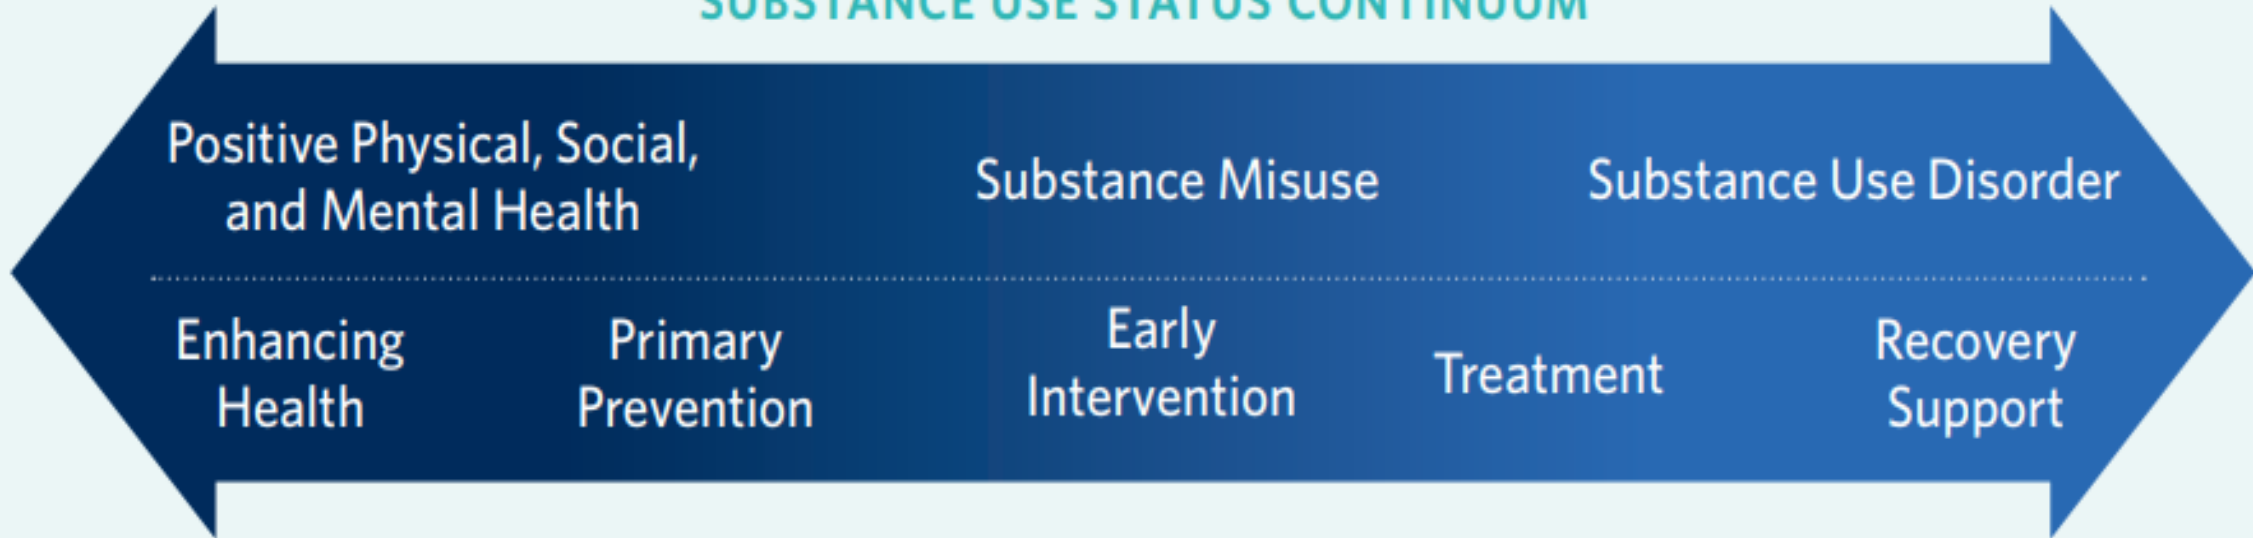 SUBSTANCE USE STATUS CONTINUUM
Positive Physical, Social,
and Mental Health
Substance Misuse
Substance Use Disorder
Enhancing
Health
Primary
Prevention
Early
Intervention
Treatment
Recovery
Support